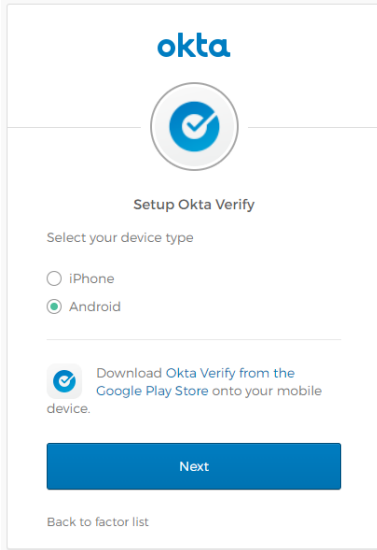 okta
Setup Okta Verify
Select your device type
iPhone
Android
Download Okta Verify from the
Google Play Store onto your mobile
device.
Next
Back to factor list